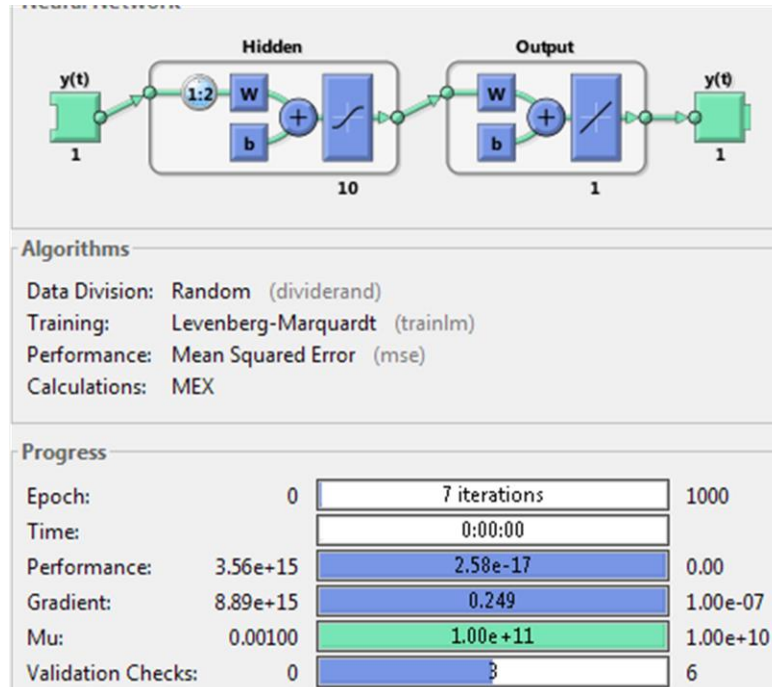 Neural Network
Hidden
Output
y(t)
1:2
W
b
+
W
b
+
y(t)
1
10
1
1
Algorithms
Data Division: Random (dividerand)
Training: Levenberg-Marquardt (trainlm)
Performance: Mean Squared Error (mse)
Calculations: MEX
Progress
Epoch: 0 7 iterations 1000
Time: 0:00:00
Performance: 3.56e+15 2.58e-17 0.00
Gradient: 8.89e+15 0.249 1.00e-07
Mu: 0.00100 1.00e+11 1.00e+10
Validation Checks: 0 3 6